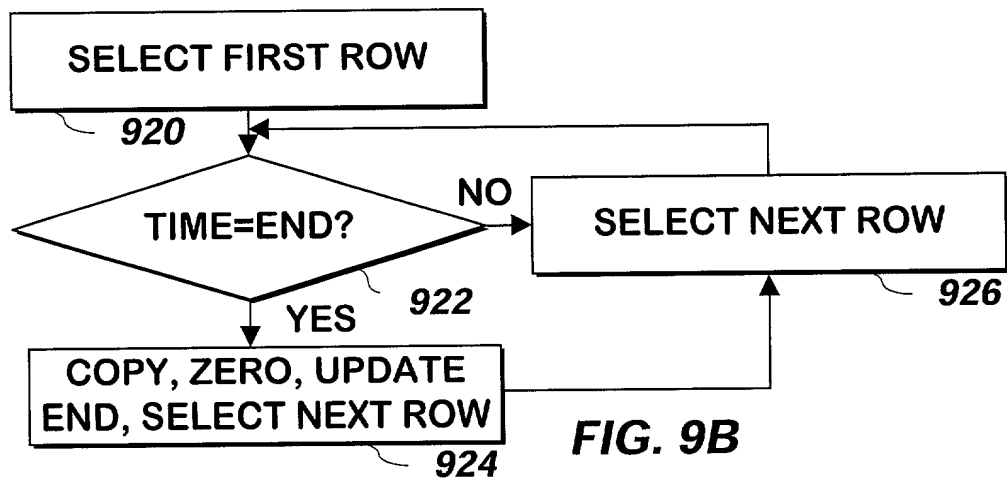 SELECT FIRST ROW
920
TIME=END?
922
NO
SELECT NEXT ROW
926
YES
COPY, ZERO, UPDATE
END, SELECT NEXT ROW
924
FIG. 9B